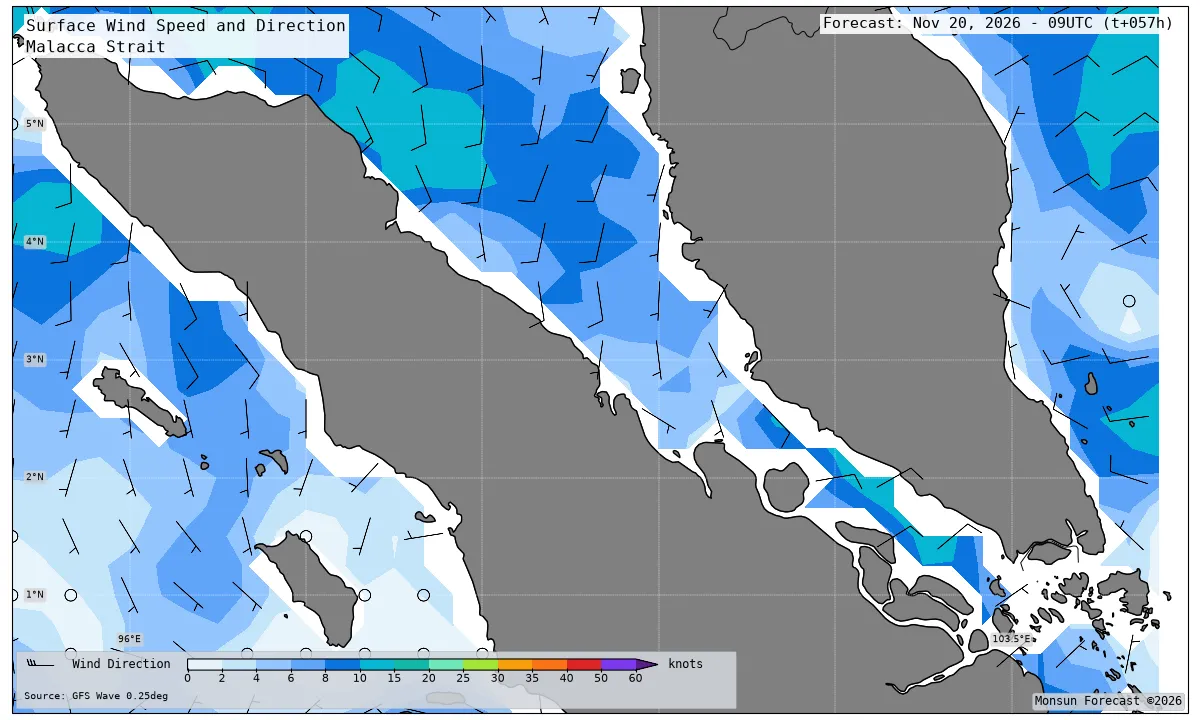 Surface Wind Speed and Direction
Malacca Strait
Forecast: Nov 20, 2026 - 09UTC (t+057h)
5°N
4°N
3°N
2°N
1°N
96°E
103.5°E
Wind Direction
0 2 4 6 8 10 15 20 25 30 35 40 50 60
knots
Source: GFS Wave 0.25deg
Monsun Forecast ©2026